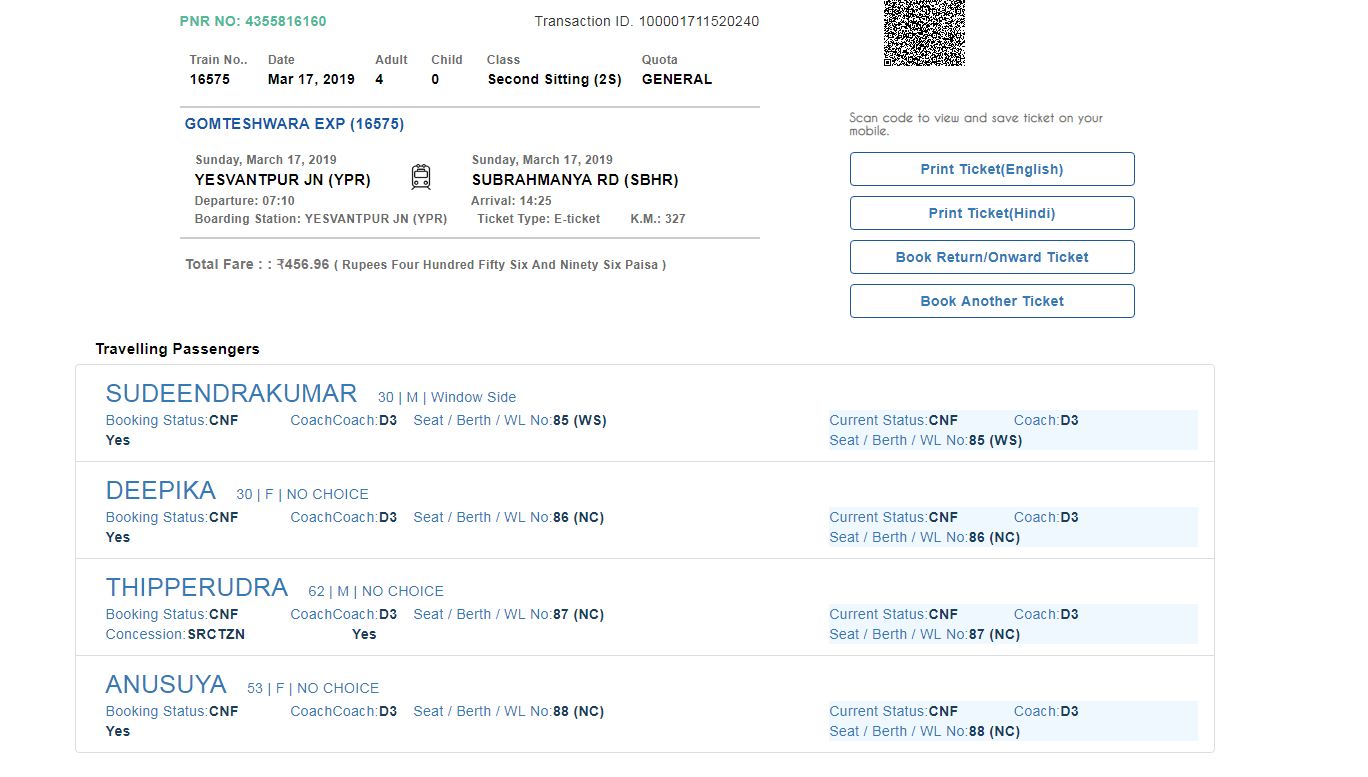 PNR NO: 4355816160
Transaction ID. 100001711520240
Train No.. Date Adult Child Class Quota
16575 Mar 17, 2019 4 0 Second Sitting (2S) GENERAL
GOMTESHWARA EXP (16575)
Sunday, March 17, 2019 Sunday, March 17, 2019
YESVANTPUR JN (YPR) SUBRAHMANYA RD (SBHR)
Departure: 07:10 Arrival: 14:25
Boarding Station: YESVANTPUR JN (YPR) Ticket Type: E-ticket K.M.: 327
Total Fare : : ₹456.96 ( Rupees Four Hundred Fifty Six And Ninety Six Paisa )
Scan code to view and save ticket on your
mobile.
Print Ticket(English)
Print Ticket(Hindi)
Book Return/Onward Ticket
Book Another Ticket
Travelling Passengers
SUDEENDRAKUMAR 30 | M | Window Side
Booking Status:CNF CoachCoach:D3 Seat / Berth / WL No:85 (WS) Current Status:CNF Coach:D3
Yes Seat / Berth / WL No:85 (WS)
DEEPIKA 30 | F | NO CHOICE
Booking Status:CNF CoachCoach:D3 Seat / Berth / WL No:86 (NC) Current Status:CNF Coach:D3
Yes Seat / Berth / WL No:86 (NC)
THIPPERUDRA 62 | M | NO CHOICE
Booking Status:CNF CoachCoach:D3 Seat / Berth / WL No:87 (NC) Current Status:CNF Coach:D3
Concession:SRCTZN Yes Seat / Berth / WL No:87 (NC)
ANUSUYA 53 | F | NO CHOICE
Booking Status:CNF CoachCoach:D3 Seat / Berth / WL No:88 (NC) Current Status:CNF Coach:D3
Yes Seat / Berth / WL No:88 (NC)